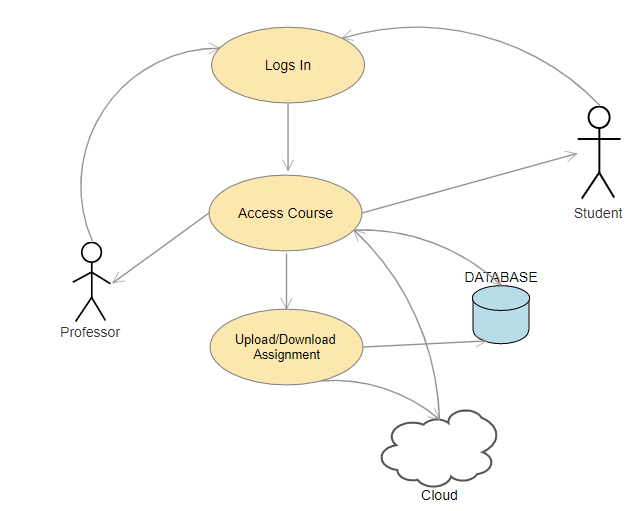 Logs In
Access Course
Student
DATABASE
Professor
Upload/Download
Assignment
Cloud